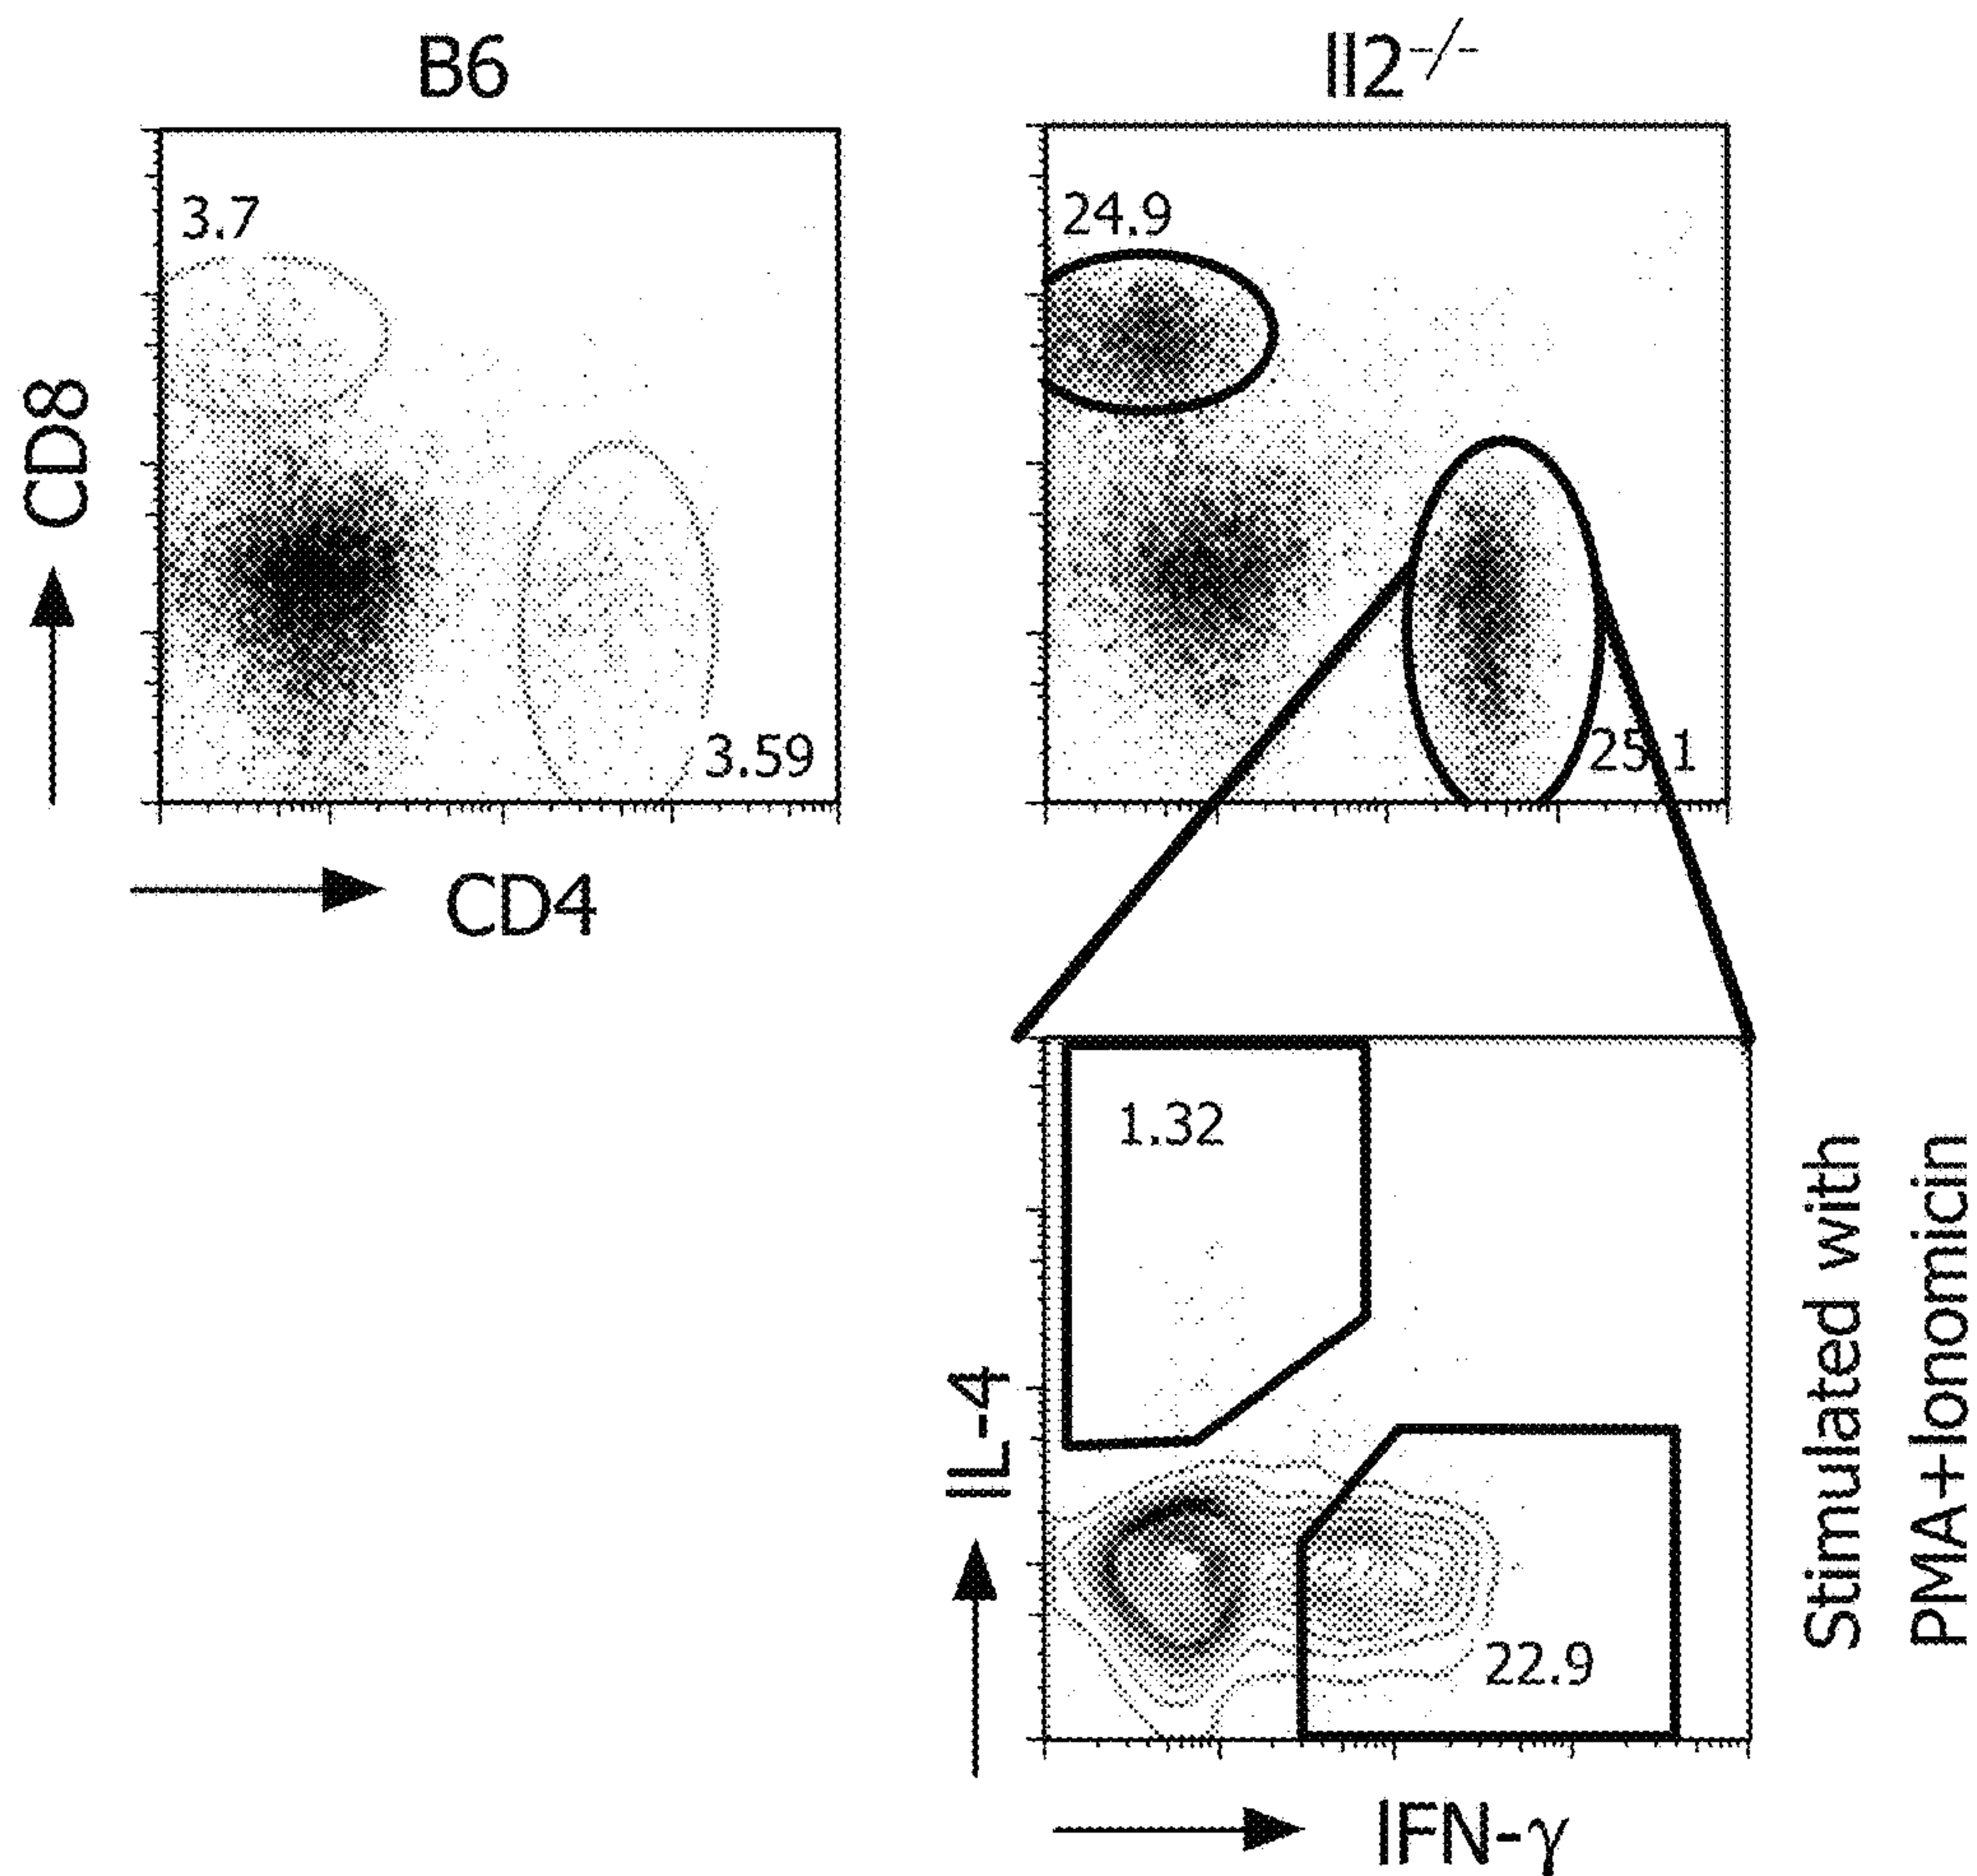 B6
Il2⁻/⁻
3.7
24.9
CD8
3.59
25.1
CD4
1.32
IL-4
22.9
IFN-γ
Stimulated with
PMA+Ionomicin